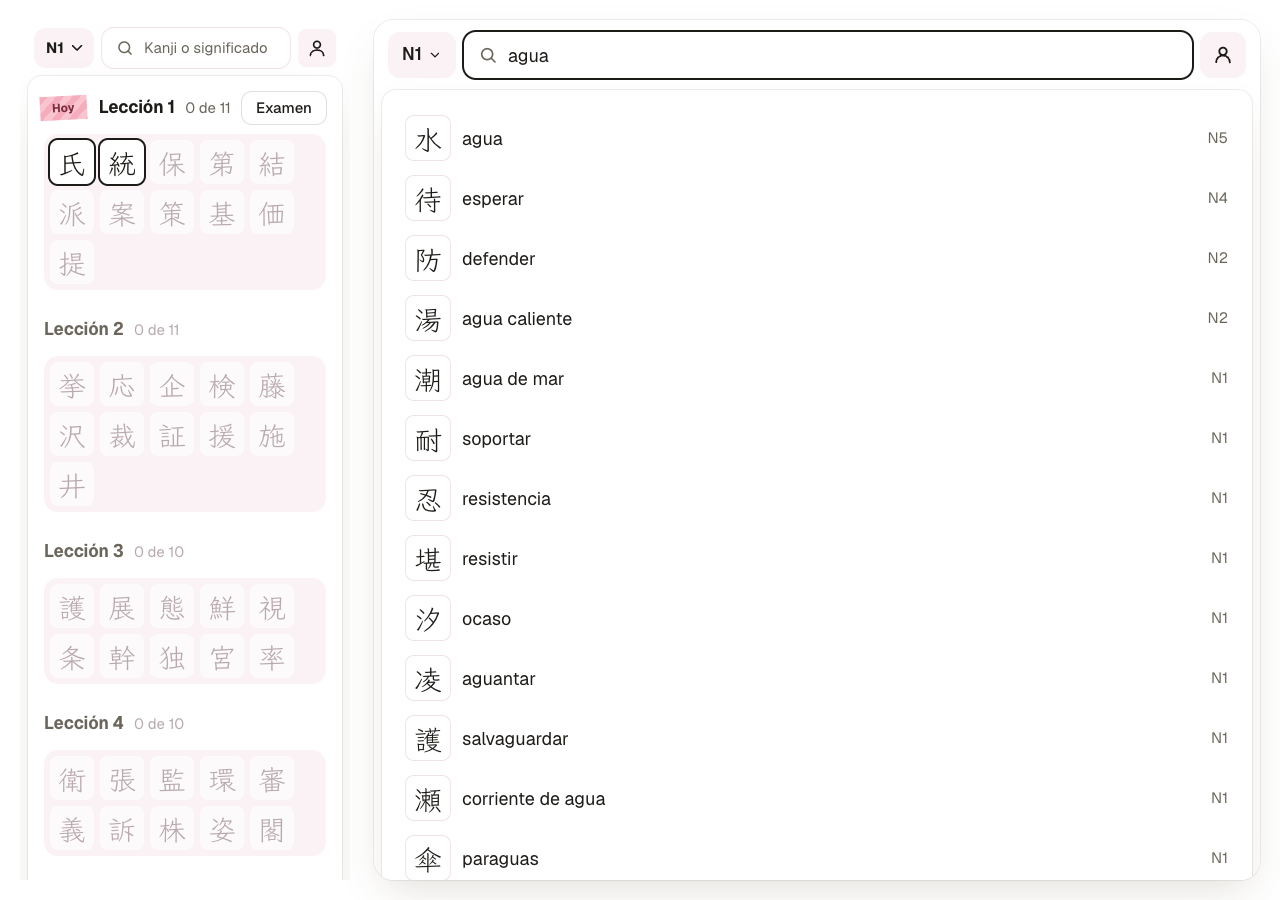 N1
Kanji o significado
Hoy Lección 1 0 de 11 Examen
氏 統 保 第 結
派 案 策 基 価
提
Lección 2 0 de 11
挙 応 企 検 藤
沢 裁 証 援 施
井
Lección 3 0 de 10
護 展 態 鮮 視
条 幹 独 宮 率
Lección 4 0 de 10
衛 張 監 環 審
義 訴 株 姿 閣
N1
agua
水 agua N5
待 esperar N4
防 defender N2
湯 agua caliente N2
潮 agua de mar N1
耐 soportar N1
忍 resistencia N1
堪 resistir N1
汐 ocaso N1
凌 aguantar N1
護 salvaguardar N1
瀬 corriente de agua N1
傘 paraguas N1